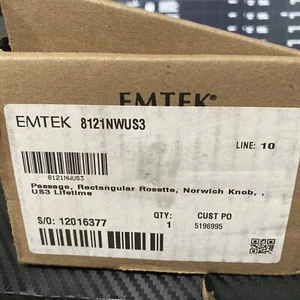 EMTEK®
EMTEK 8121NWUS3
LINE: 10
8121NWUS3
Passage, Rectangular Rosette, Norwich Knob, ,
US3 Lifetime
S/O: 12016377
QTY:
1
CUST PO
5196995